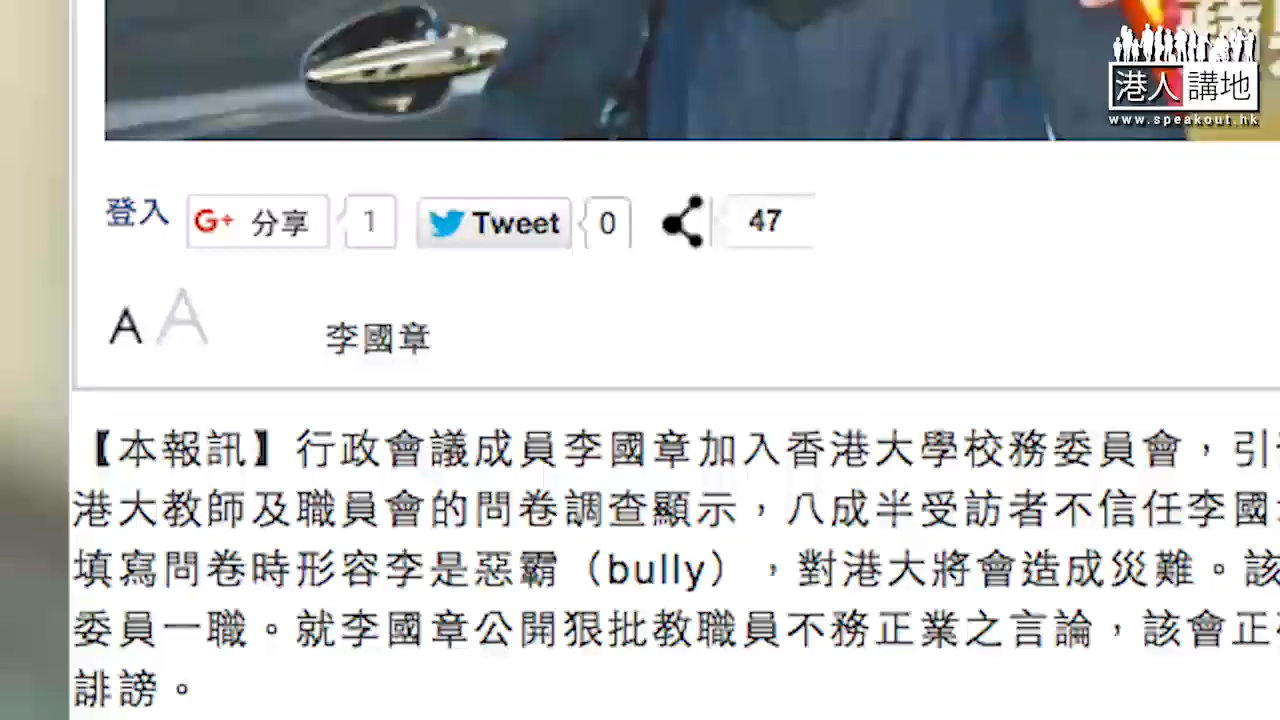 港人講地
www.speakout.hk
登入 G+ 分享 1 Tweet 0 47
A A 李國章
【本報訊】行政會議成員李國章加入香港大學校務委員會，引
港大教師及職員會的問卷調查顯示，八成半受訪者不信任李國
填寫問卷時形容李是惡霸（bully），對港大將會造成災難。該
委員一職。就李國章公開狠批教職員不務正業之言論，該會正
誹謗。